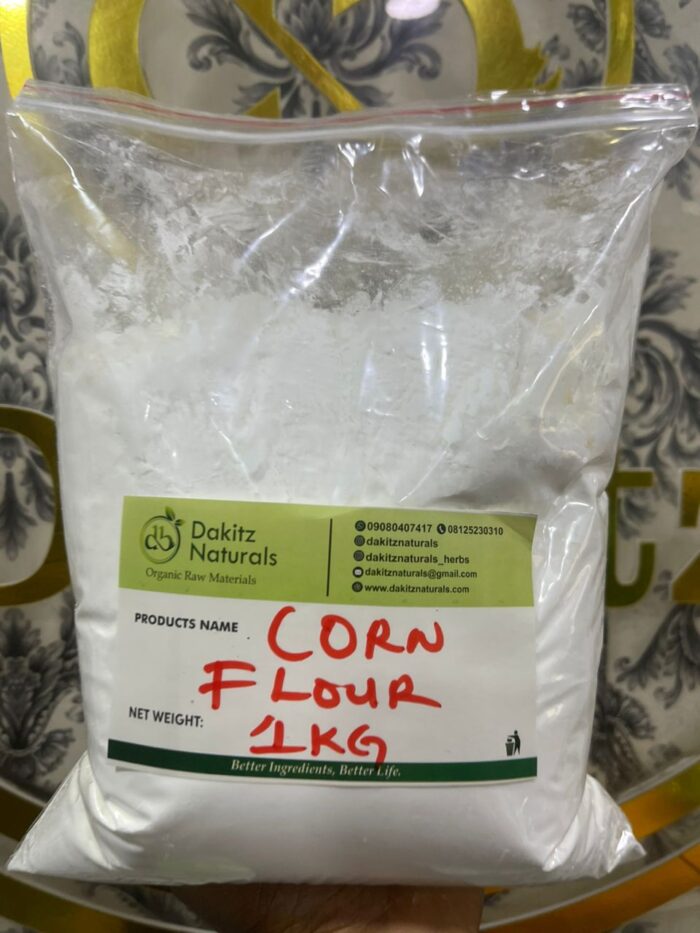 Dakitz
Naturals
Organic Raw Materials
09080407417 08125230310
dakitznaturals
dakitznaturals_herbs
dakitznaturals@gmail.com
www.dakitznaturals.com
PRODUCTS NAME CORN
FLOUR
NET WEIGHT: 1KG
Better Ingredients, Better Life.